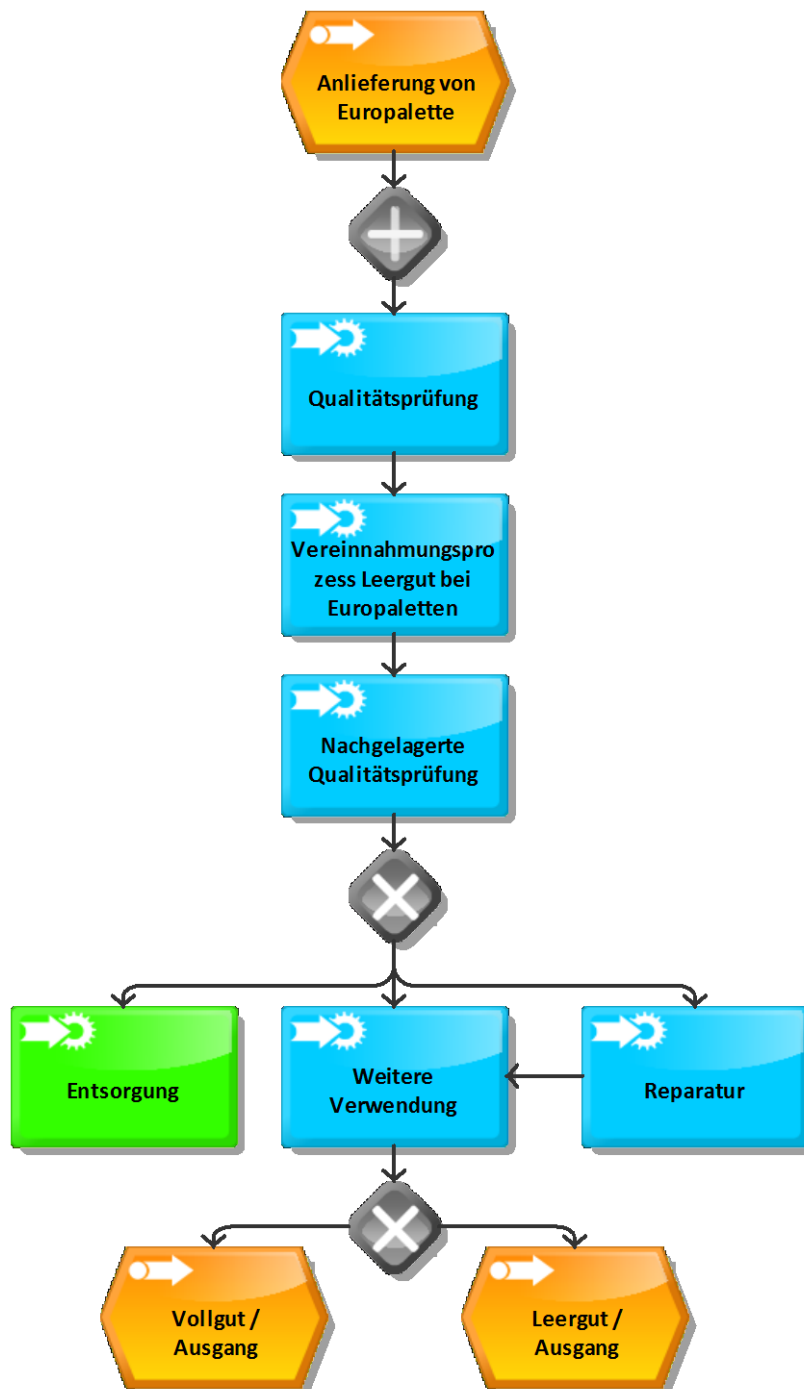 Anlieferung von
Europalette
Qualitätsprüfung
Vereinnahmungspro
zess Leergut bei
Europaletten
Nachgelagerte
Qualitätsprüfung
Entsorgung
Weitere
Verwendung
Reparatur
Vollgut /
Ausgang
Leergut /
Ausgang